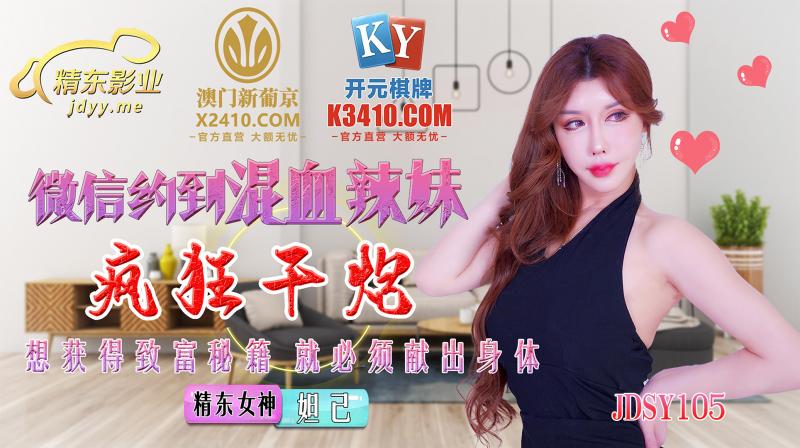 精东影业
jdyy.me
澳门新葡京
X2410.COM
官方直营 大额无忧
KY
开元棋牌
K3410.COM
官方直营 大额无忧
微信约到混血辣妹
疯狂干炮
想获得致富秘籍 就必须献出身体
精东女神 妲己
JDSY105